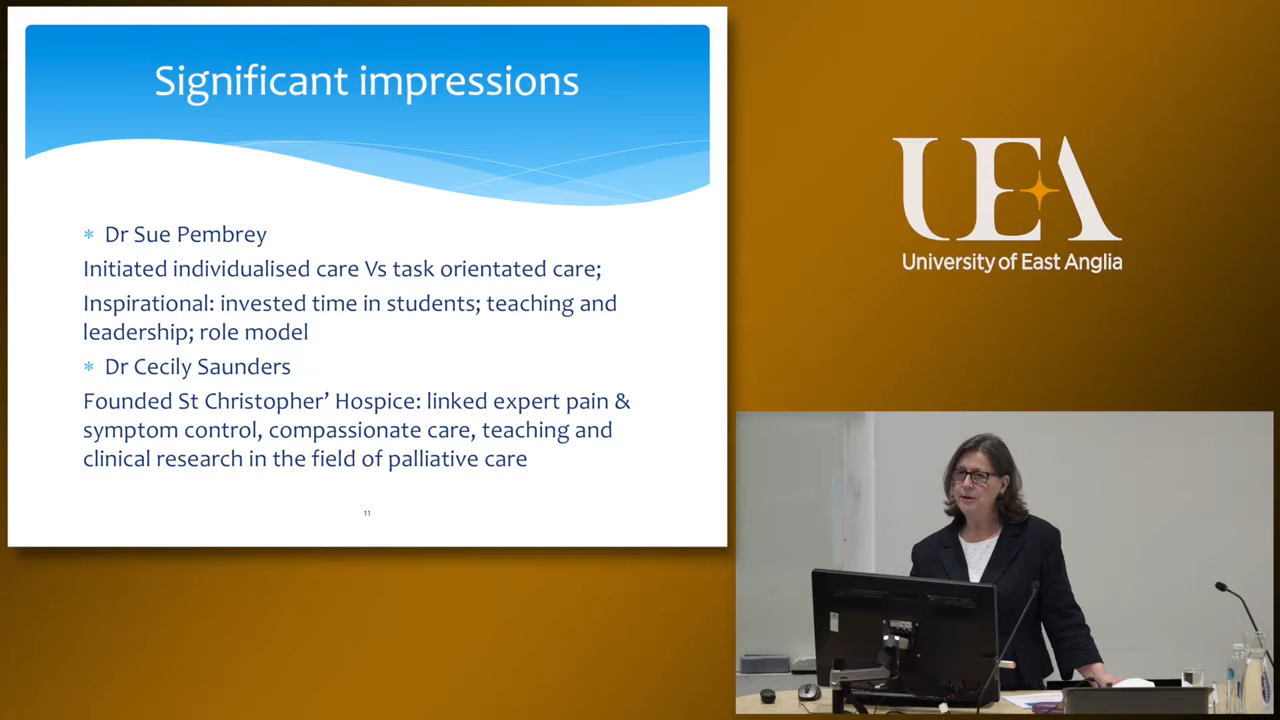 Significant impressions
* Dr Sue Pembrey
Initiated individualised care Vs task orientated care;
Inspirational: invested time in students; teaching and
leadership; role model
* Dr Cecily Saunders
Founded St Christopher’ Hospice: linked expert pain &
symptom control, compassionate care, teaching and
clinical research in the field of palliative care
11
UEA
University of East Anglia